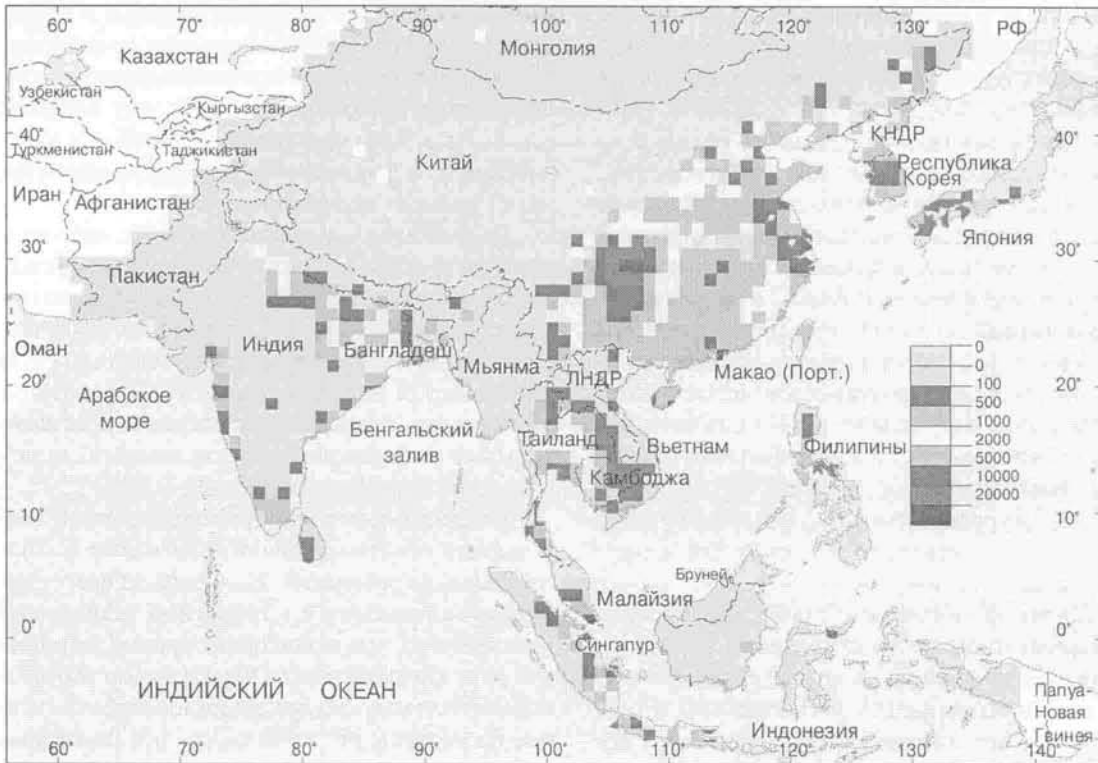 60° 70° 80° 90° 100° 110° 120° 130°
РФ
Казахстан
Монголия
Узбекистан
Кыргызстан
40° 40°
КНДР
Туркменистан
Таджикистан
Китай
Республика
Корея
Иран
Афганистан
30° 30°
Япония
Пакистан
Оман
Индия
Бангладеш
Мьянма
ЛНДР
Макао (Порт.)
0
0
100
500
1000
2000
5000
10000
20000
20° 20°
Арабское
море
Бенгальский
залив
Таиланд
Вьетнам
Филипины
Камбоджа
10° 10°
Бруней
Малайзия
0° 0°
Сингапур
ИНДИЙСКИЙ ОКЕАН
Индонезия
Папуа-
Новая
Гвинея
60° 70° 80° 90° 100° 110° 120° 130° 140°